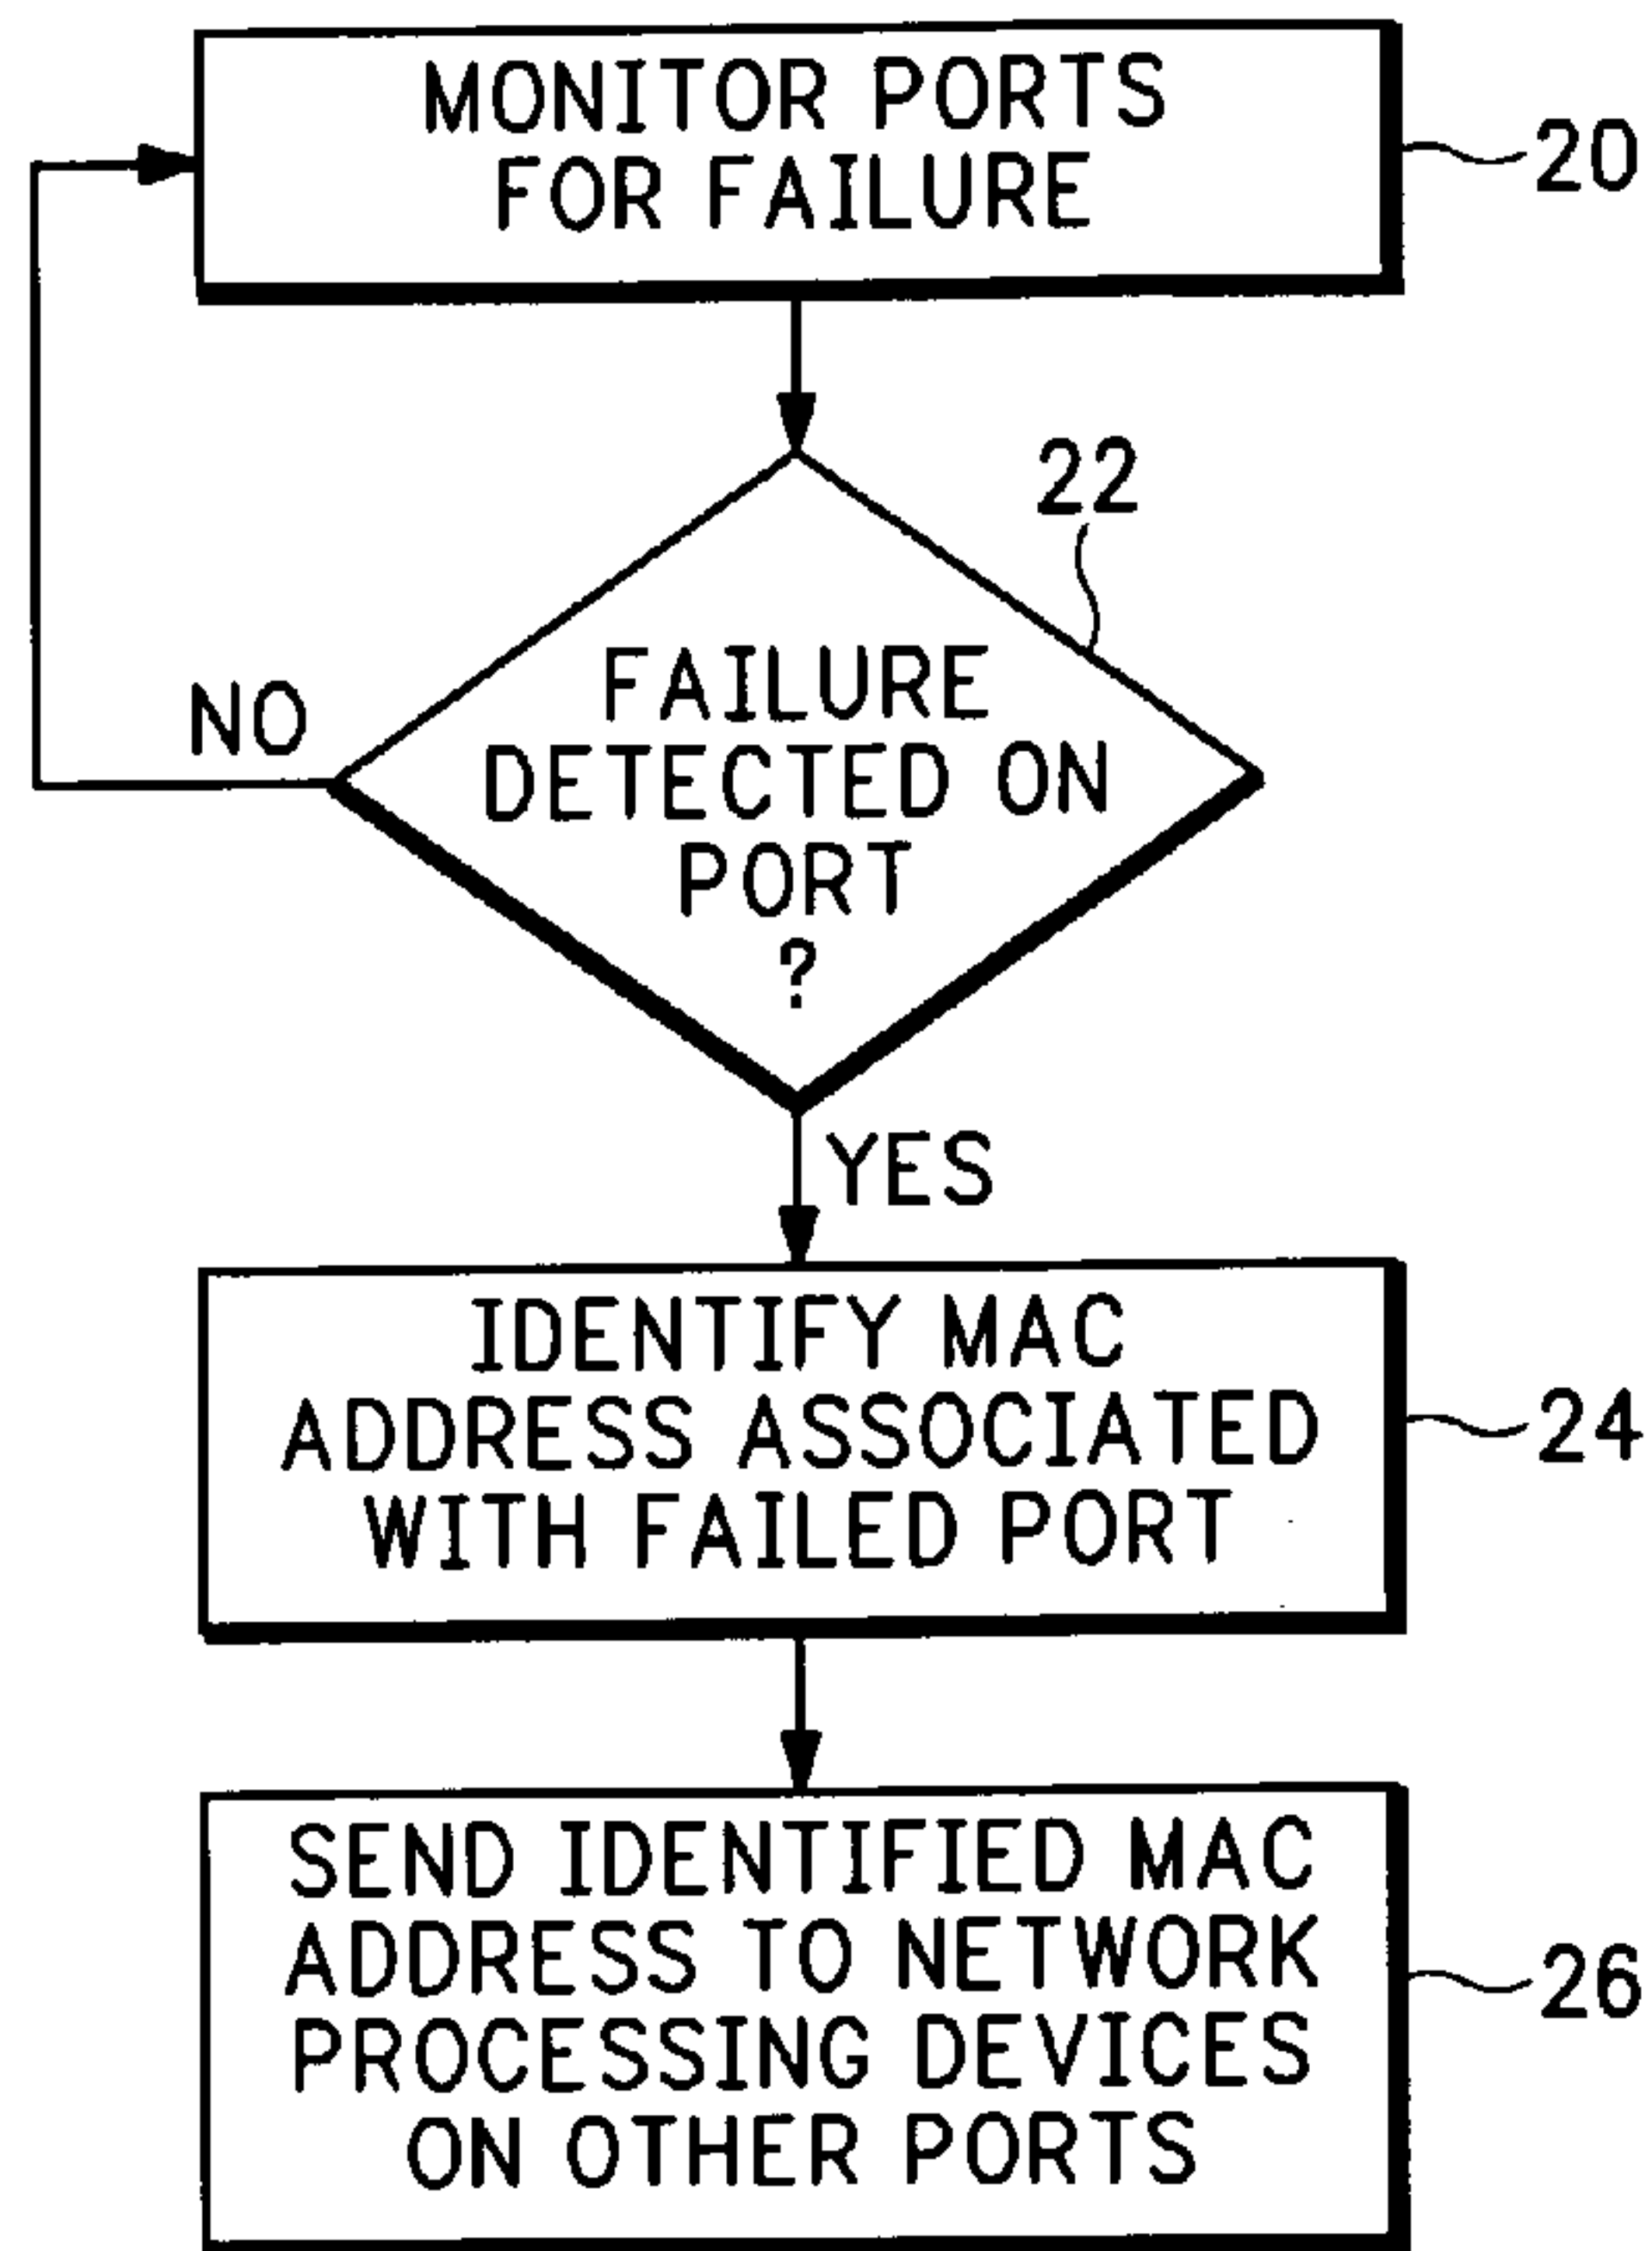 MONITOR PORTS
FOR FAILURE
20
22
FAILURE
DETECTED ON
PORT
?
NO
YES
IDENTIFY MAC
ADDRESS ASSOCIATED
WITH FAILED PORT
24
SEND IDENTIFIED MAC
ADDRESS TO NETWORK
PROCESSING DEVICES
ON OTHER PORTS
26